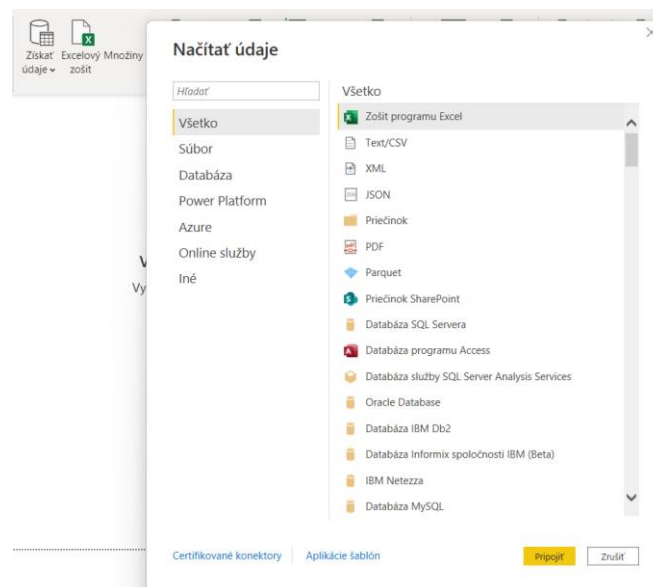 Získať
údaje
Excelový
zošit
Množiny
Načítať údaje
Hľadať
Všetko
Súbor
Databáza
Power Platform
Azure
Online služby
Iné
Všetko
Zošit programu Excel
Text/CSV
XML
JSON
Priečinok
PDF
Parquet
Priečinok SharePoint
Databáza SQL Servera
Databáza programu Access
Databáza služby SQL Server Analysis Services
Oracle Database
Databáza IBM Db2
Databáza Informix spoločnosti IBM (Beta)
IBM Netezza
Databáza MySQL
Vy
Certifikované konektory
Aplikácie šablón
Pripojiť
Zrušiť